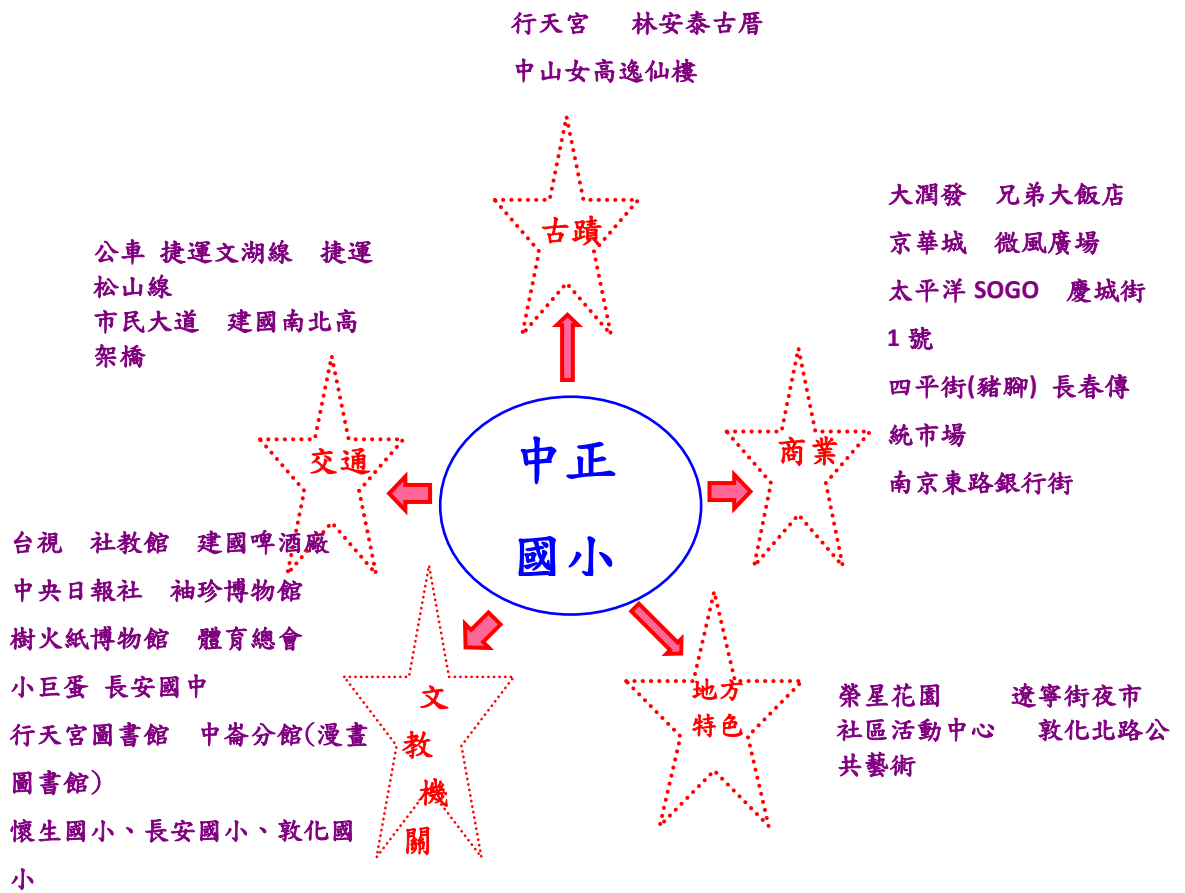 行天宮 林安泰古厝
中山女高逸仙樓
古蹟
大潤發 兄弟大飯店
京華城 微風廣場
太平洋 SOGO 慶城街
1 號
四平街(豬腳) 長春傳
統市場
南京東路銀行街
商業
公車 捷運文湖線 捷運
松山線
市民大道 建國南北高
架橋
交通
中正
國小
台視 社教館 建國啤酒廠
中央日報社 袖珍博物館
樹火紙博物館 體育總會
小巨蛋 長安國中
行天宮圖書館 中崙分館(漫畫
圖書館)
懷生國小、長安國小、敦化國
小
文
教
機
關
地方
特色
榮星花園 遼寧街夜市
社區活動中心 敦化北路公
共藝術